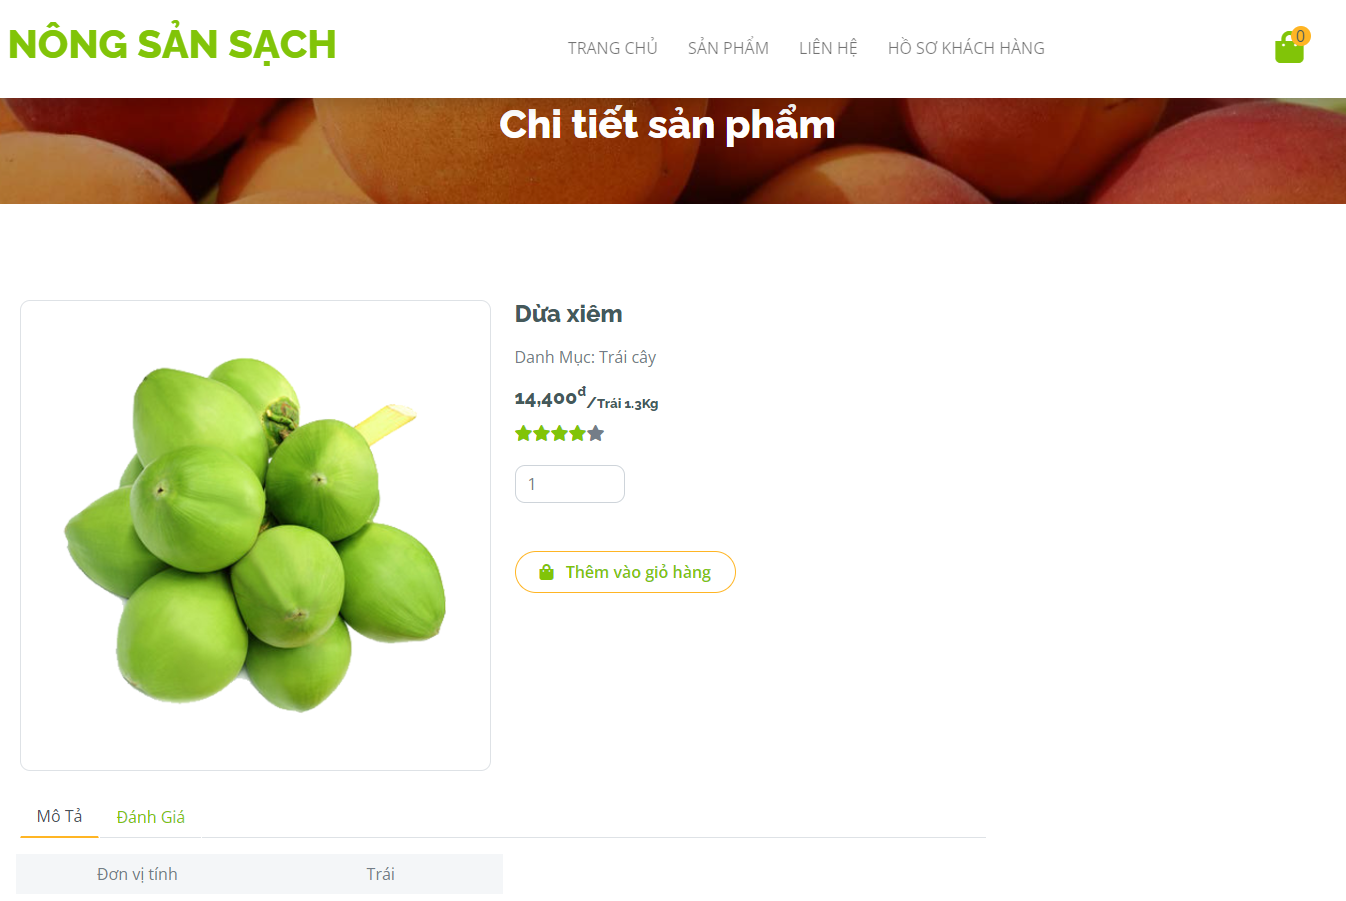 NÔNG SẢN SẠCH
TRANG CHỦ SẢN PHẨM LIÊN HỆ HỒ SƠ KHÁCH HÀNG
0
Chi tiết sản phẩm
Dừa xiêm
Danh Mục: Trái cây
14,400đ/Trái 1.3Kg
1
Thêm vào giỏ hàng
Mô Tả Đánh Giá
Đơn vị tính Trái